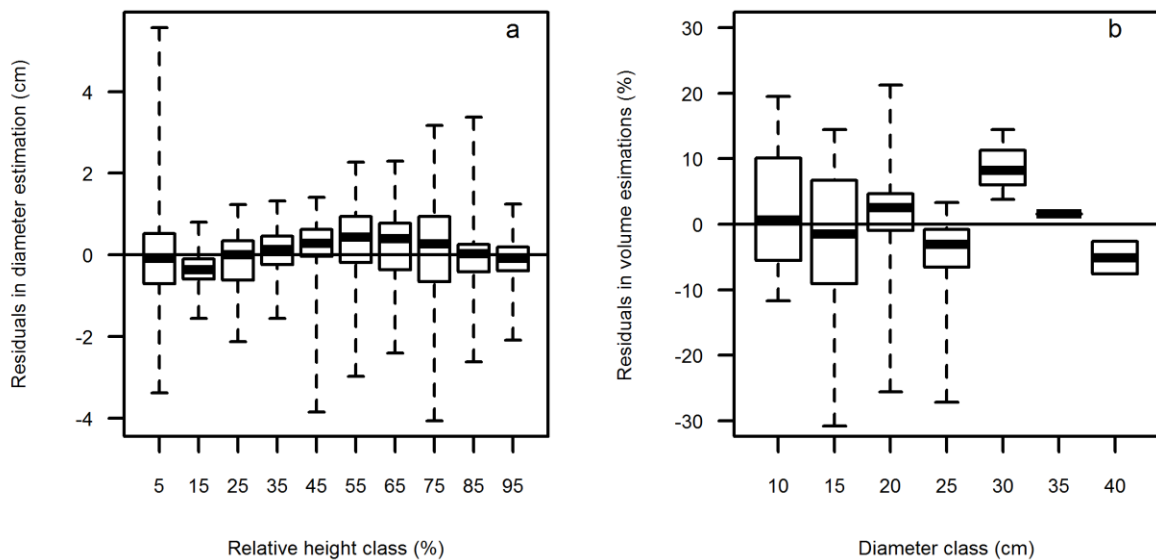 a
Residuals in diameter estimation (cm)
4
2
0
-2
-4
5 15 25 35 45 55 65 75 85 95
Relative height class (%)
b
Residuals in volume esimations (%)
30
20
10
0
-10
-20
-30
10 15 20 25 30 35 40
Diameter class (cm)